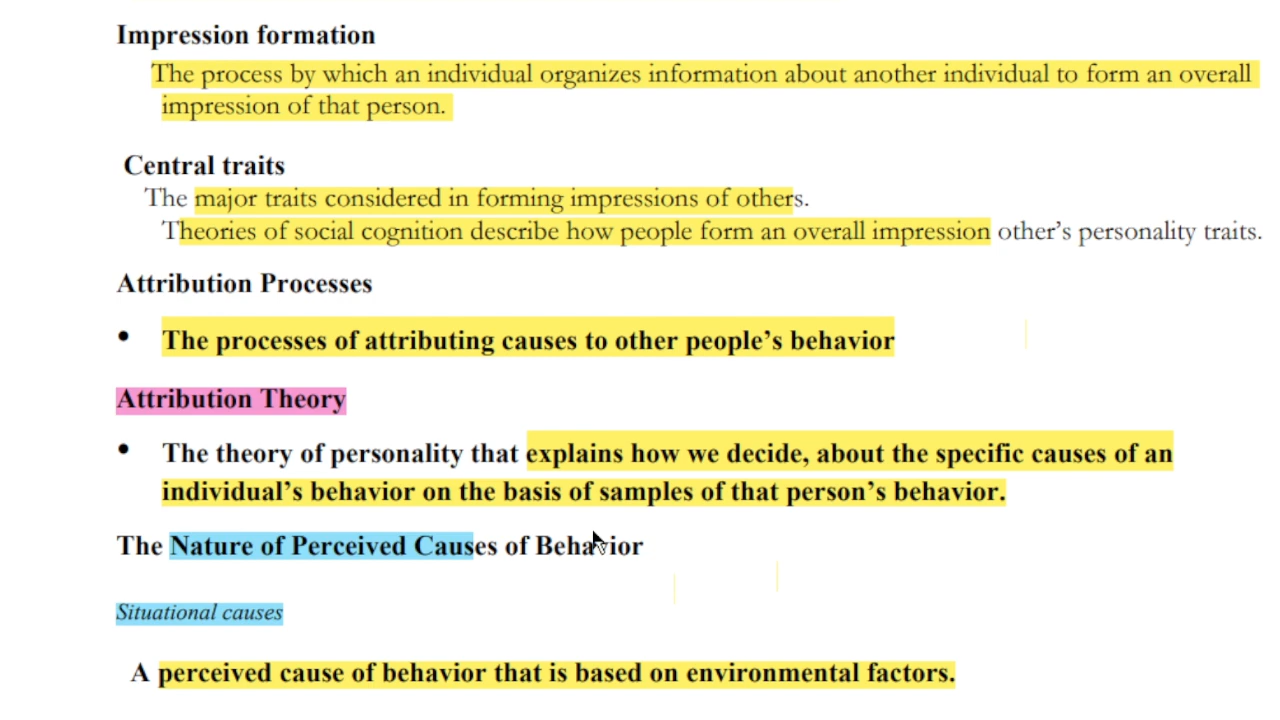 Impression formation
The process by which an individual organizes information about another individual to form an overall
impression of that person.
Central traits
The major traits considered in forming impressions of others.
Theories of social cognition describe how people form an overall impression other’s personality traits.
Attribution Processes
• The processes of attributing causes to other people’s behavior
Attribution Theory
• The theory of personality that explains how we decide, about the specific causes of an
individual’s behavior on the basis of samples of that person’s behavior.
The Nature of Perceived Causes of Behavior
Situational causes
A perceived cause of behavior that is based on environmental factors.